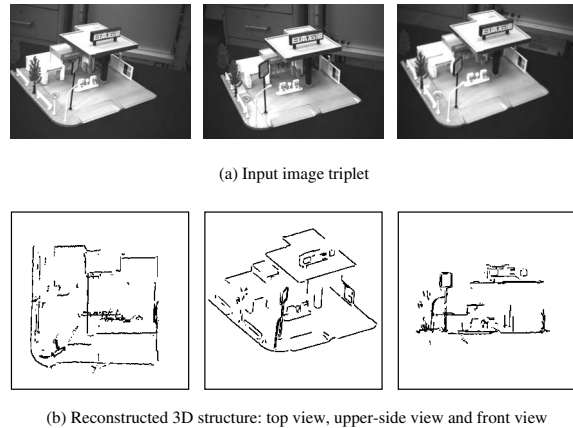 (a) Input image triplet
(b) Reconstructed 3D structure: top view, upper-side view and front view